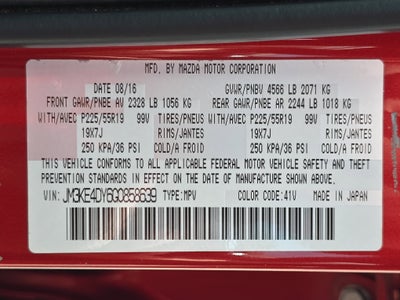 MFD. BY MAZDA MOTOR CORPORATION
DATE 08/16 GVWR/PNBV 4566 LB 2071 KG
FRONT GAWR/PNBE AV 2328 LB 1056 KG REAR GAWR/PNBE AR 2244 LB 1018 KG
WITH/AVEC P225/55R19 99V TIRES/PNEUS WITH/AVEC P225/55R19 99V TIRES/PNEUS
19X7J RIMS/JANTES 19X7J RIMS/JANTES
250 KPA/36 PSI COLD/A FROID 250 KPA/36 PSI COLD/A FROID
THIS VEHICLE CONFORMS TO ALL APPLICABLE FEDERAL MOTOR VEHICLE SAFETY AND THEFT
PREVENTION STANDARDS IN EFFECT ON THE DATE OF MANUFACTURE SHOWN ABOVE.
VIN: JM3KE4DY6G0858639 TYPE:MPV COLOR CODE:41V MADE IN JAPAN